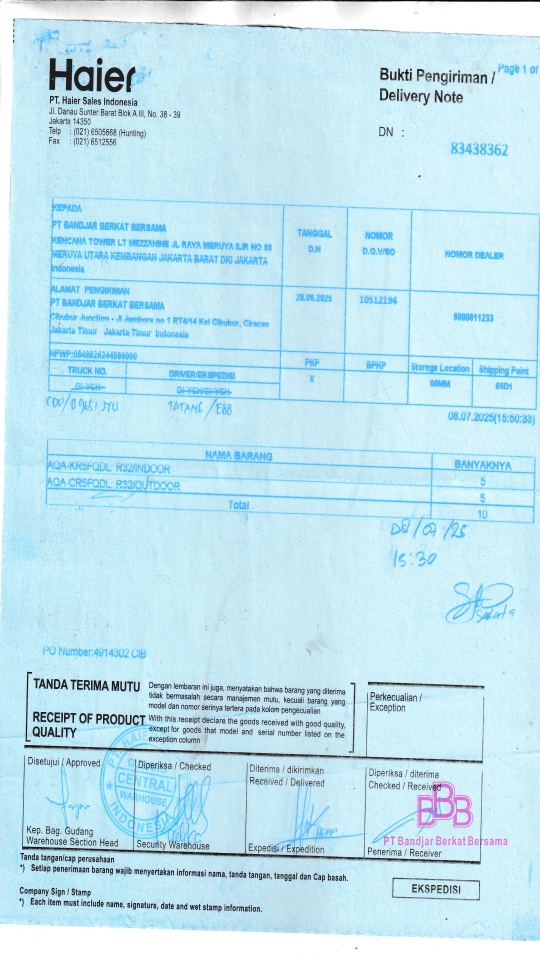 Page 1 of
Haier
PT. Haier Sales Indonesia
Jl. Danau Sunter Barat Blok A III, No. 38 - 39
Jakarta 14350
Telp : (021) 6505668 (Hunting)
Fax : (021) 6512556
Bukti Pengiriman /
Delivery Note
DN :
83438362
KEPADA
PT BANDJAR BERKAT BERSAMA
KENCANA TOWER LT MEZZANINE JL RAYA MERUYA ILIR NO 88
MERUYA UTARA KEMBANGAN JAKARTA BARAT DKI JAKARTA
Indonesia
TANGGAL
D.N
NOMOR
D.O.V/SO
NOMOR DEALER
ALAMAT PENGIRIMAN
PT BANDJAR BERKAT BERSAMA
Cibubur Junction - Jl Jambore no 1 RT4/14 Kel Cibubur, Ciracas
Jakarta Timur Jakarta Timur Indonesia
10512194
NPWP:
PKP
BPKP
Storege Location
Shipping Point
TRUCK NO.
DRIVER/EKSPEDISI
X
CDD/B9651 JYU
TATANE/EBB
08.07.2025(15:50:33)
NAMA BARANG
BANYAKNYA
AQA-KR5FQDL: R32/INDOOR
5
AQA-CR5FQDL: R32/OUTDOOR
5
Total
10
08/07/25
15:30
PO Number:4914302 CIB
TANDA TERIMA MUTU
Dengan lembaran ini juga, menyatakan bahwa barang yang diterima
tidak bermasalah secara manajemen mutu, kecuali barang yang
model dan nomor serinya tertera pada kolom pengecualian
RECEIPT OF PRODUCT
QUALITY
With this receipt declare the goods received with good quality,
except for goods that model and serial number listed on the
exception column
Perkecualian /
Exception
Disetujui / Approved
Diperiksa / Checked
Diterima / dikirimkan
Received / Delivered
Diperiksa / diterima
Checked / Received
CENTRAL
WAREHOUSE
INDONESIA
BBB
PT Bandjar Berkat Bersama
Kep. Bag. Gudang
Warehouse Section Head
Security Warehouse
Expedisi / Expedition
Penerima / Receiver
Tanda tangan/cap perusahaan
*) Setiap penerimaan barang wajib menyertakan informasi nama, tanda tangan, tanggal dan Cap basah.
Company Sign / Stamp
*) Each item must include name, signature, date and wet stamp information.
EKSPEDISI